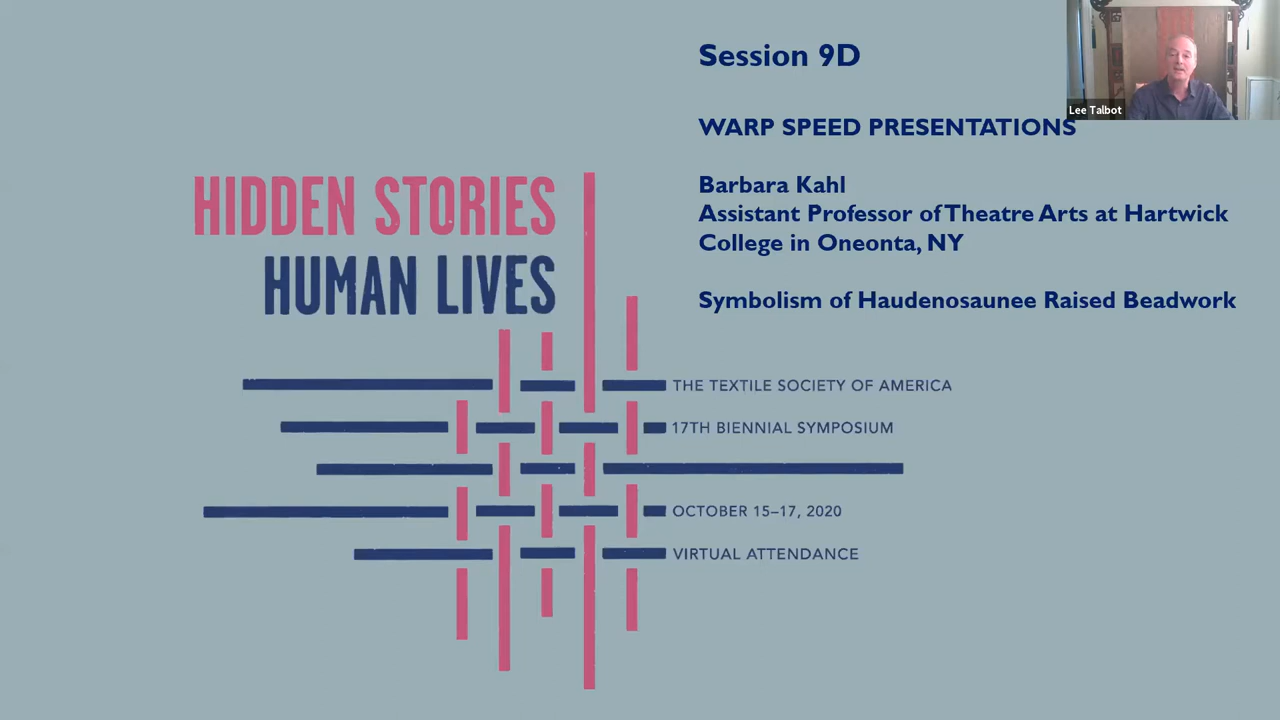 Session 9D
Lee Talbot
WARP SPEED PRESENTATIONS
Barbara Kahl
Assistant Professor of Theatre Arts at Hartwick
College in Oneonta, NY
Symbolism of Haudenosaunee Raised Beadwork
HIDDEN STORIES
HUMAN LIVES
THE TEXTILE SOCIETY OF AMERICA
17TH BIENNIAL SYMPOSIUM
OCTOBER 15–17, 2020
VIRTUAL ATTENDANCE